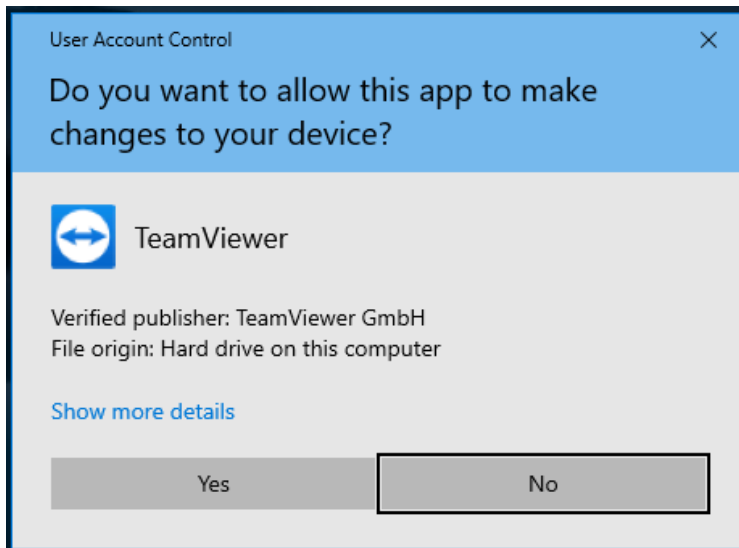 User Account Control
Do you want to allow this app to make
changes to your device?
TeamViewer
Verified publisher: TeamViewer GmbH
File origin: Hard drive on this computer
Show more details
Yes
No